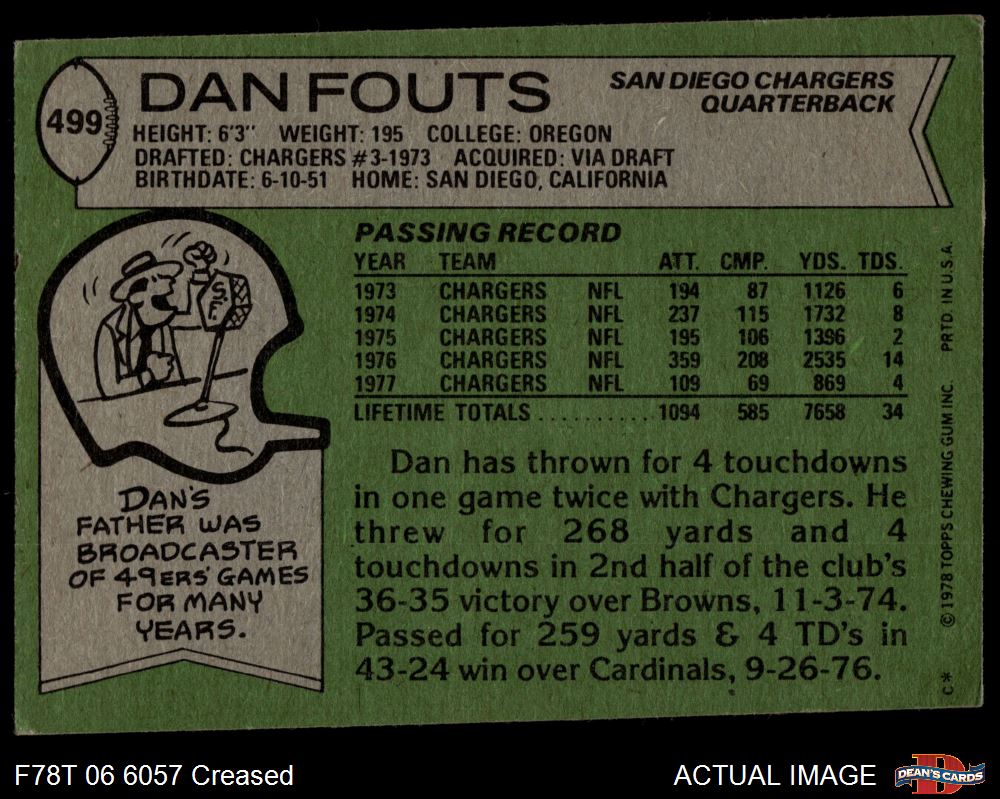 499
DAN FOUTS
SAN DIEGO CHARGERS
QUARTERBACK
HEIGHT: 6'3" WEIGHT: 195 COLLEGE: OREGON
DRAFTED: CHARGERS #3-1973 ACQUIRED: VIA DRAFT
BIRTHDATE: 6-10-51 HOME: SAN DIEGO, CALIFORNIA
S.F.
DAN'S
FATHER WAS
BROADCASTER
OF 49ERS' GAMES
FOR MANY
YEARS.
PASSING RECORD
YEAR TEAM ATT. CMP. YDS. TDS.
1973 CHARGERS NFL 194 87 1126 6
1974 CHARGERS NFL 237 115 1732 8
1975 CHARGERS NFL 195 106 1396 2
1976 CHARGERS NFL 359 208 2535 14
1977 CHARGERS NFL 109 69 869 4
LIFETIME TOTALS ........... 1094 585 7658 34
Dan has thrown for 4 touchdowns
in one game twice with Chargers. He
threw for 268 yards and 4
touchdowns in 2nd half of the club's
36-35 victory over Browns, 11-3-74.
Passed for 259 yards & 4 TD's in
43-24 win over Cardinals, 9-26-76.
C* © 1978 TOPPS CHEWING GUM INC. PRTD. IN U.S.A.
F78T 06 6057 Creased
ACTUAL IMAGE
D
DEAN'S CARDS